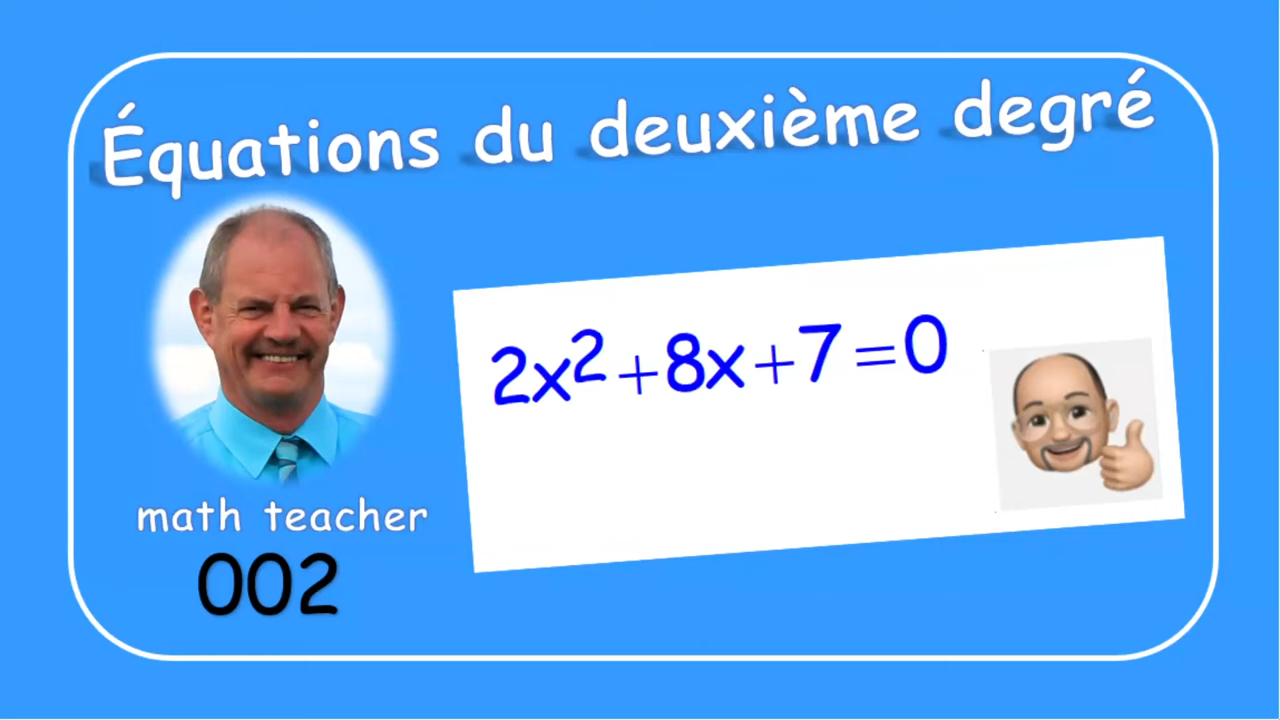 Équations du deuxième degré
2x²+8x+7=0
math teacher
002